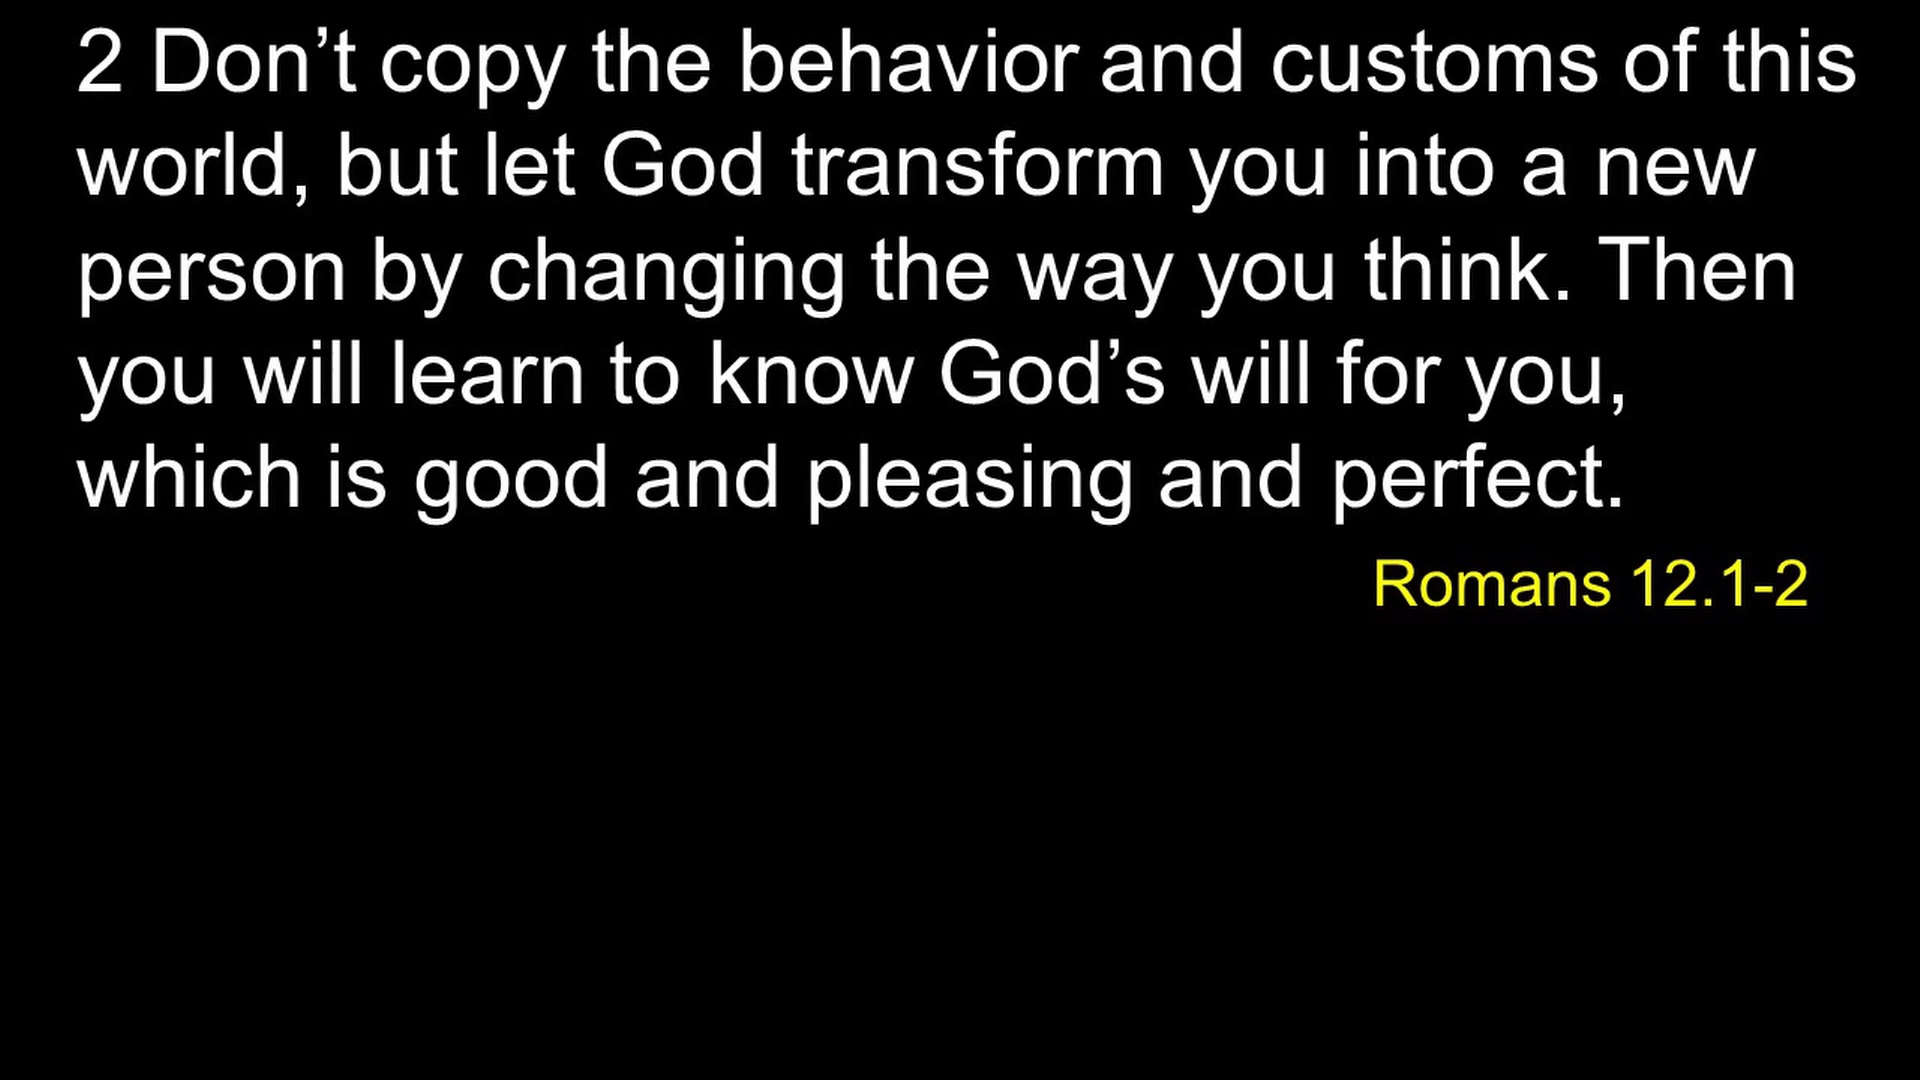 2 Don’t copy the behavior and customs of this
world, but let God transform you into a new
person by changing the way you think. Then
you will learn to know God’s will for you,
which is good and pleasing and perfect.
Romans 12.1-2